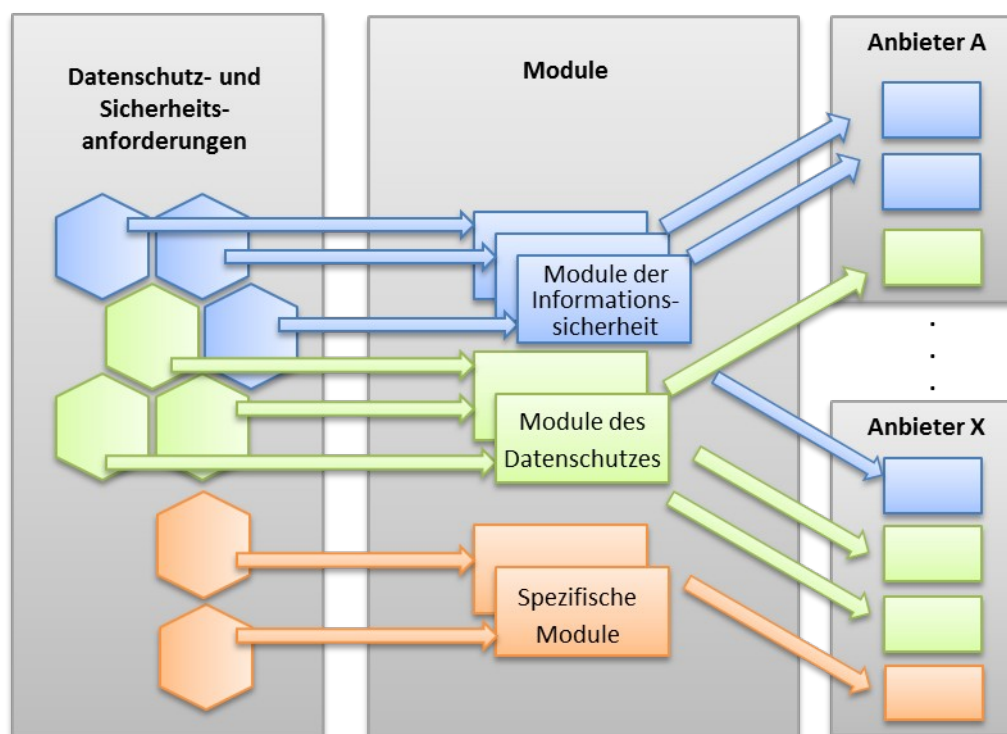 Datenschutz- und
Sicherheits-
anforderungen
Module
Module der
Informations-
sicherheit
Module des
Datenschutzes
Spezifische
Module
Anbieter A
.
.
.
Anbieter X